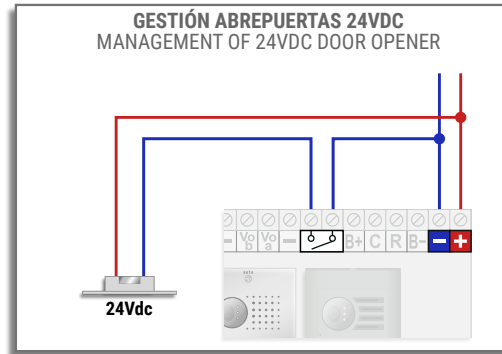 GESTIÓN ABREPUERTAS 24VDC
MANAGEMENT OF 24VDC DOOR OPENER
– Vo b Vo a – B+ C R B- – +
24Vdc